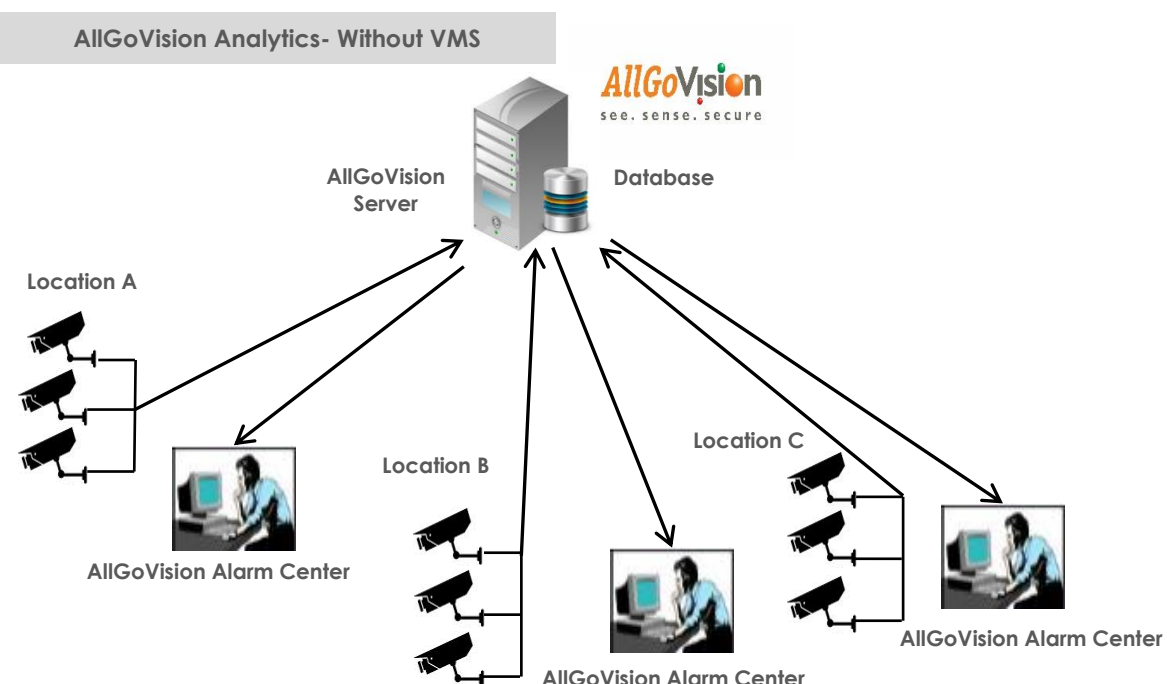 AllGoVision Analytics- Without VMS
AllGoVision
see. sense. secure
AllGoVision
Server
Database
Location A
AllGoVision Alarm Center
Location B
AllGoVision Alarm Center
Location C
AllGoVision Alarm Center